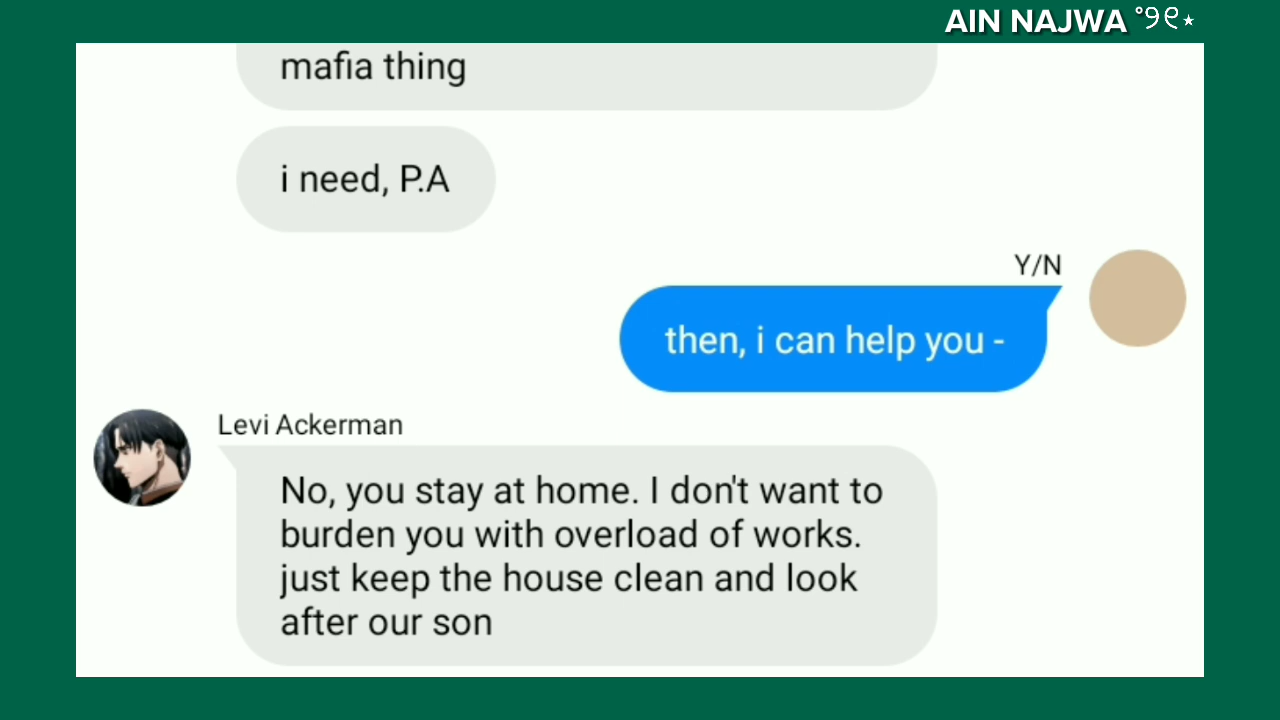 AIN NAJWA °୨୧⋆
mafia thing
i need, P.A
Y/N
then, i can help you -
Levi Ackerman
No, you stay at home. I don't want to
burden you with overload of works.
just keep the house clean and look
after our son